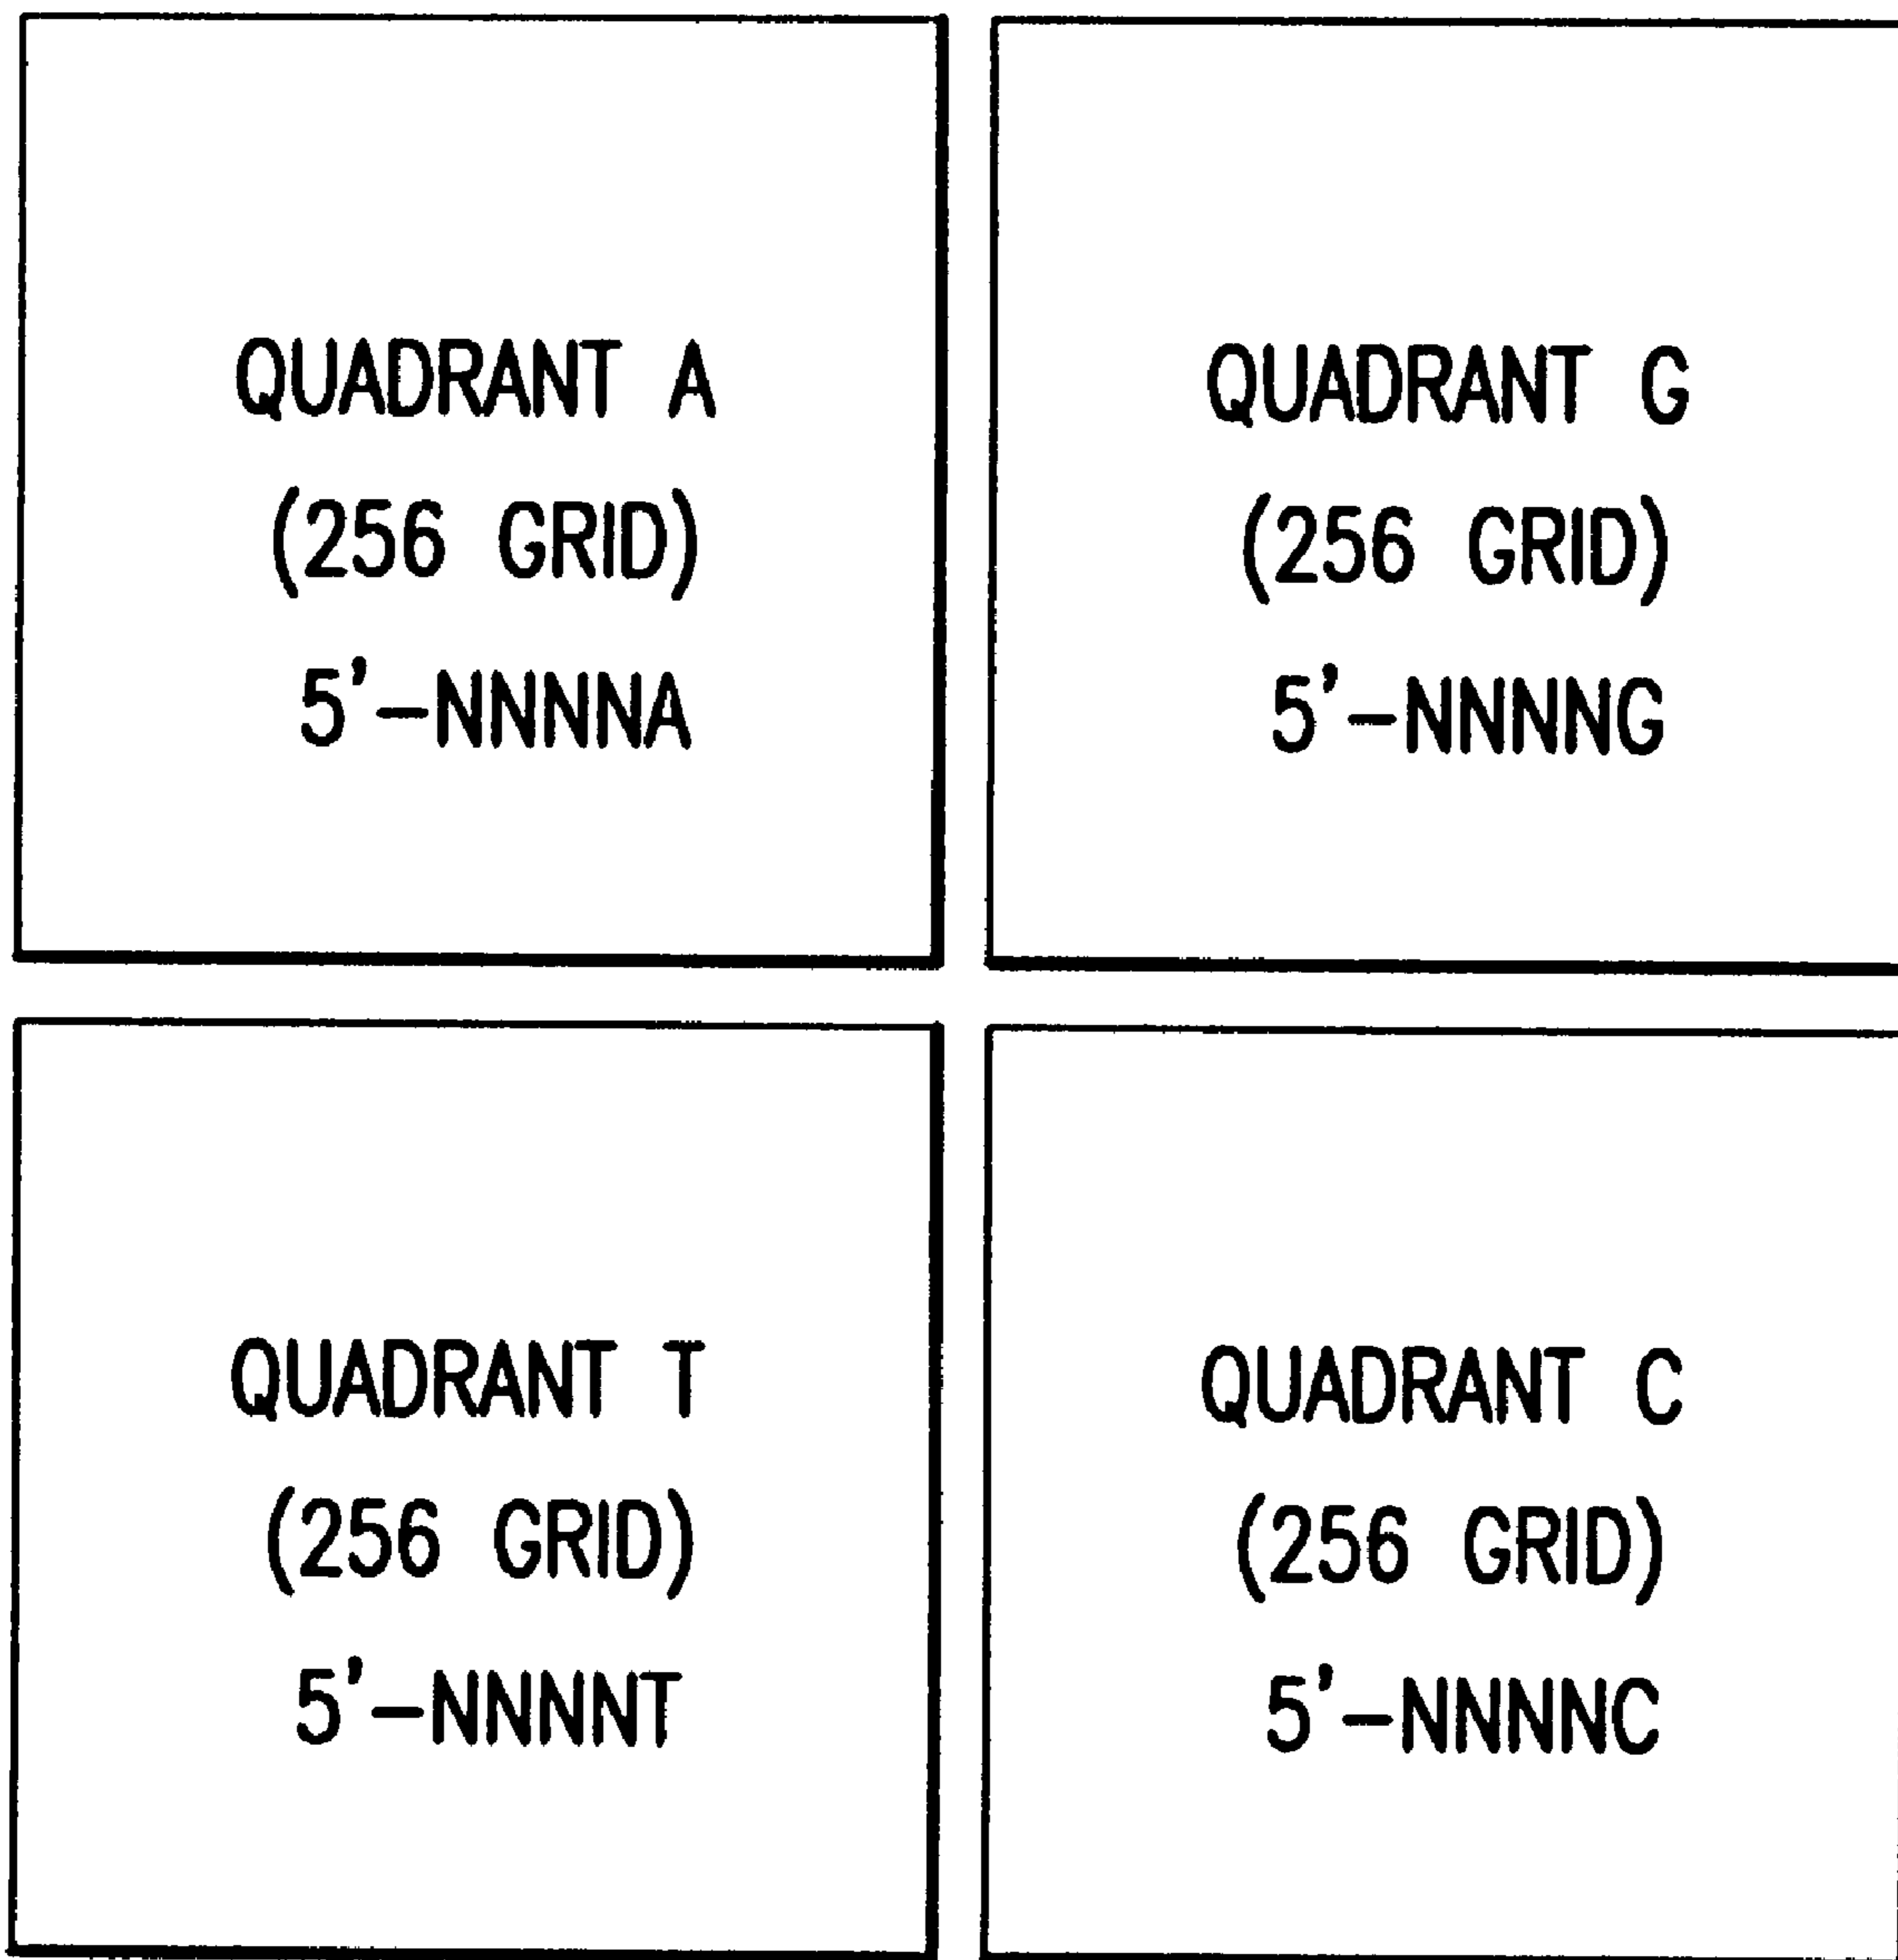 QUADRANT A
(256 GRID)
5'-NNNNA
QUADRANT G
(256 GRID)
5'-NNNNG
QUADRANT T
(256 GRID)
5'-NNNNT
QUADRANT C
(256 GRID)
5'-NNNNC